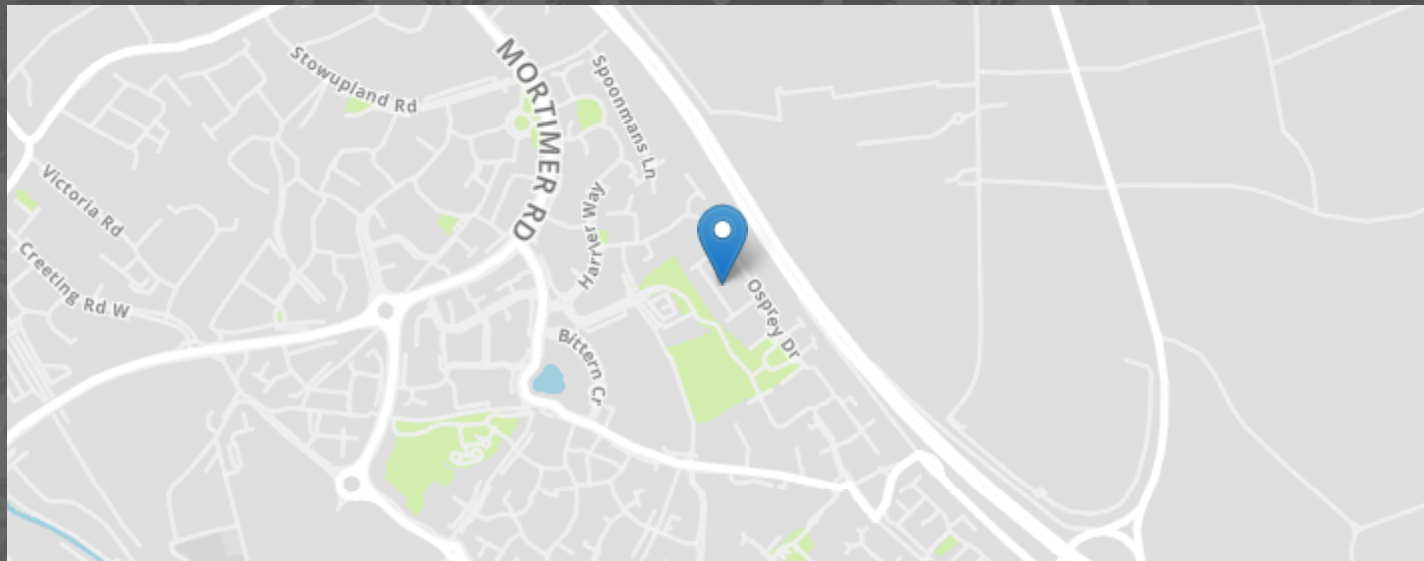 MORTIMER RD
Stowupland Rd
Spoonmans Ln
Victoria Rd
Harrier Way
Creeting Rd W
Osprey Dr
Bittern Cr